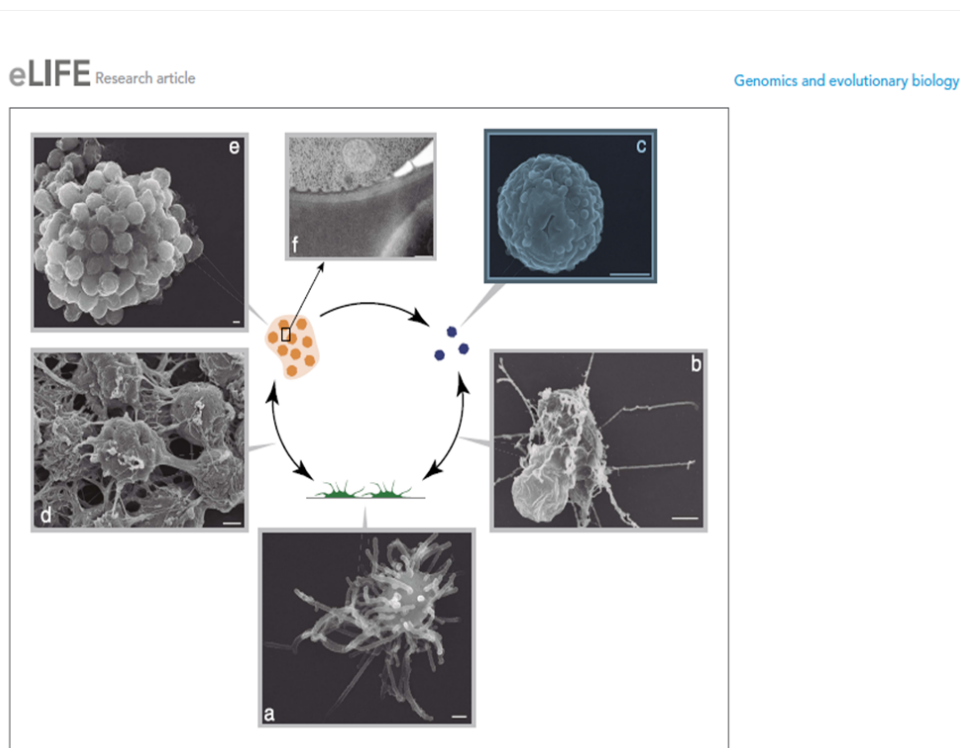 eLIFE Research article
Genomics and evolutionary biology
e
f
c
d
b
a